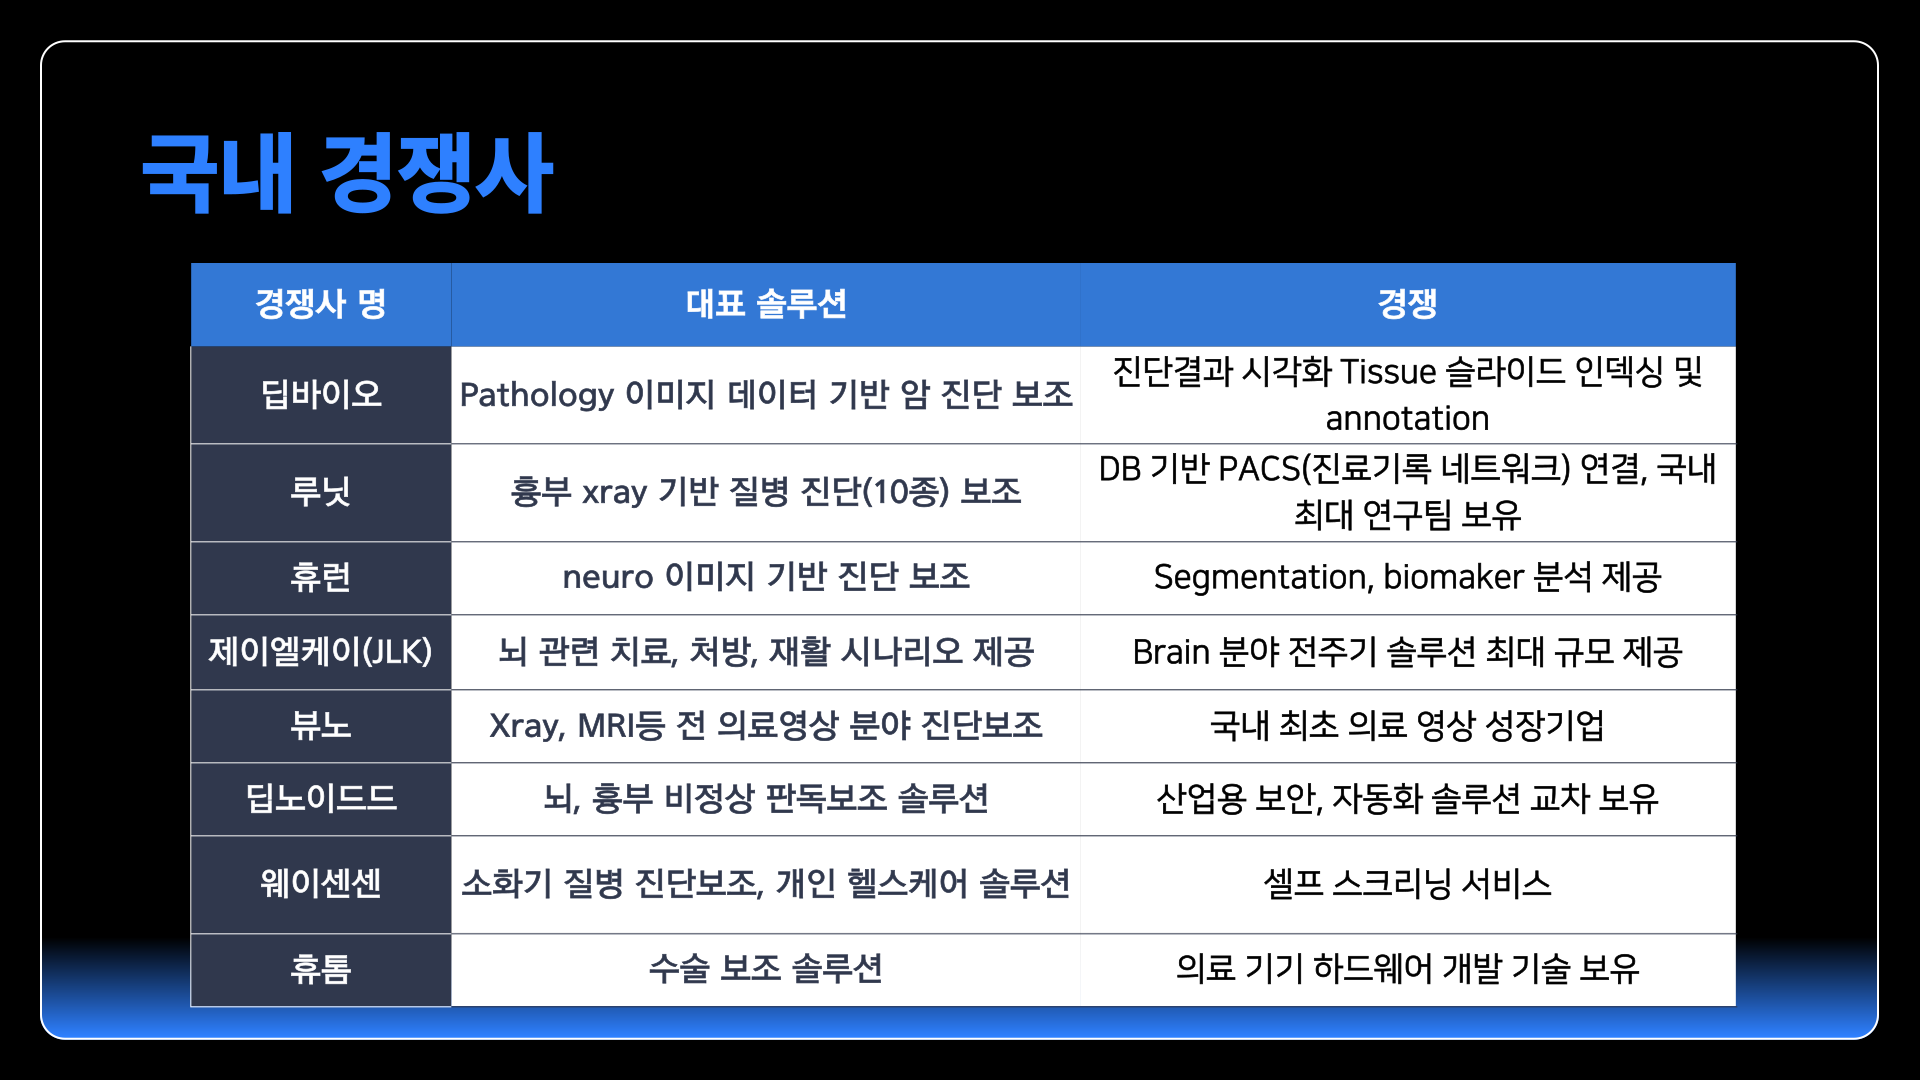 국내 경쟁사
경쟁사 명 대표 솔루션 경쟁
딥바이오 Pathology 이미지 데이터 기반 암 진단 보조 진단결과 시각화 Tissue 슬라이드 인덱싱 및
annotation
루닛 흉부 xray 기반 질병 진단(10종) 보조 DB 기반 PACS(진료기록 네트워크) 연결, 국내
최대 연구팀 보유
휴런 neuro 이미지 기반 진단 보조 Segmentation, biomaker 분석 제공
제이엘케이(JLK) 뇌 관련 치료, 처방, 재활 시나리오 제공 Brain 분야 전주기 솔루션 최대 규모 제공
뷰노 Xray, MRI등 전 의료영상 분야 진단보조 국내 최초 의료 영상 성장기업
딥노이드드 뇌, 흉부 비정상 판독보조 솔루션 산업용 보안, 자동화 솔루션 교차 보유
웨이센센 소화기 질병 진단보조, 개인 헬스케어 솔루션 셀프 스크리닝 서비스
휴톰 수술 보조 솔루션 의료 기기 하드웨어 개발 기술 보유